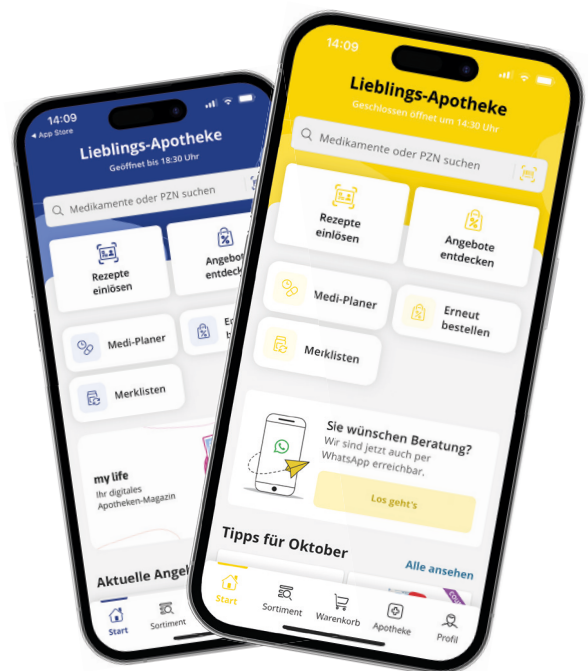 14:09
App Store
Lieblings-Apotheke
Geöffnet bis 18:30 Uhr
Medikamente oder PZN suchen
Rezepte
einlösen
Medi-Planer
Merklisten
my life
Ihr digitales
Apotheken-Magazin
Start
Sortiment
14:09
Lieblings-Apotheke
Geschlossen öffnet um 14:30 Uhr
Medikamente oder PZN suchen
Rezepte
einlösen
Angebote
entdecken
Medi-Planer
Erneut
bestellen
Merklisten
Sie wünschen Beratung?
Wir sind jetzt auch per
WhatsApp erreichbar.
Los geht's
Tipps für Oktober
Alle ansehen
Start
Sortiment
Warenkorb
Apotheke
Profil